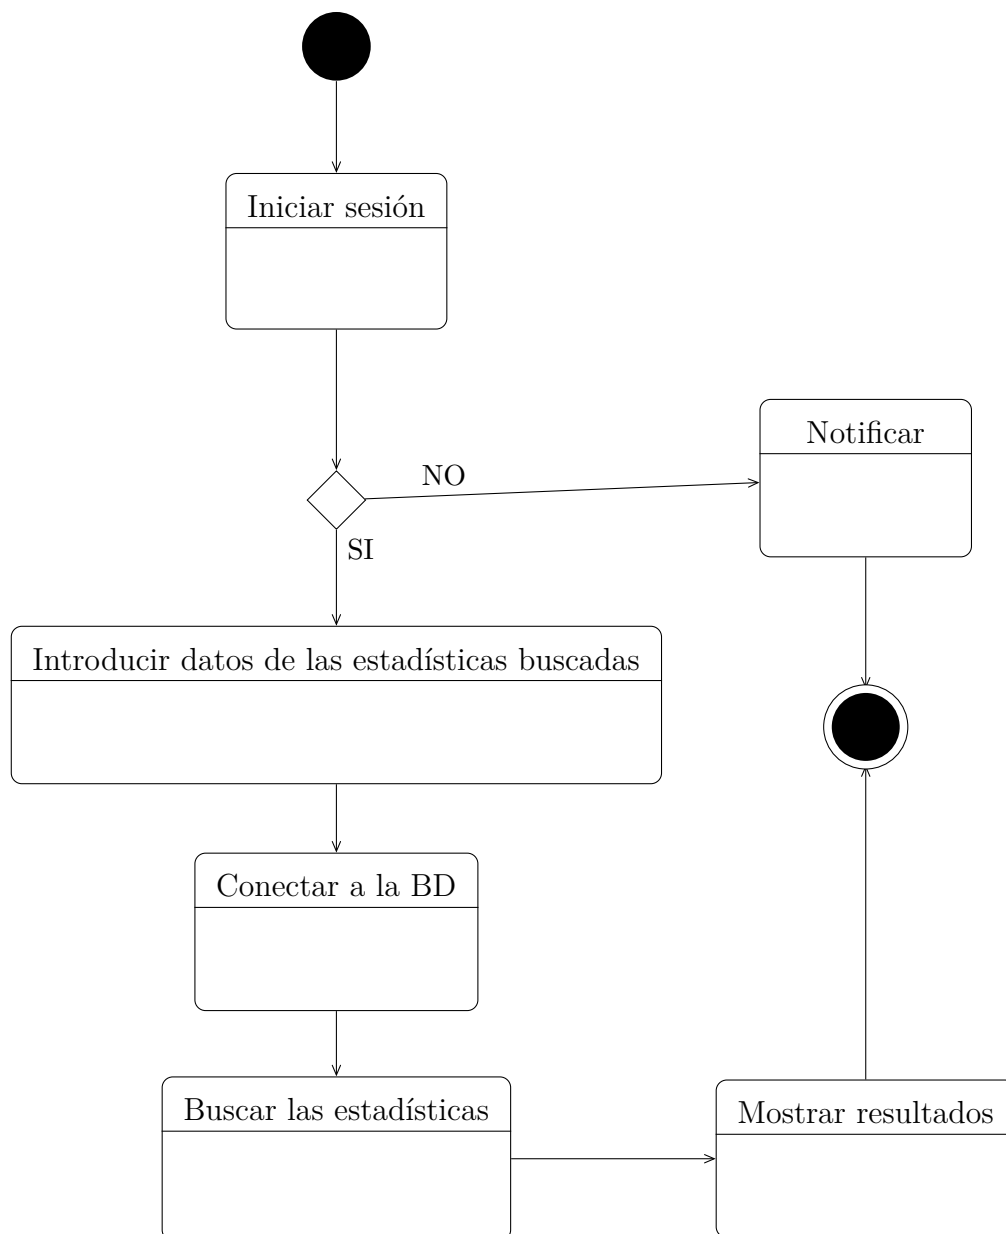 Iniciar sesión
Notificar
NO
SI
Introducir datos de las estadísticas buscadas
Conectar a la BD
Buscar las estadísticas
Mostrar resultados